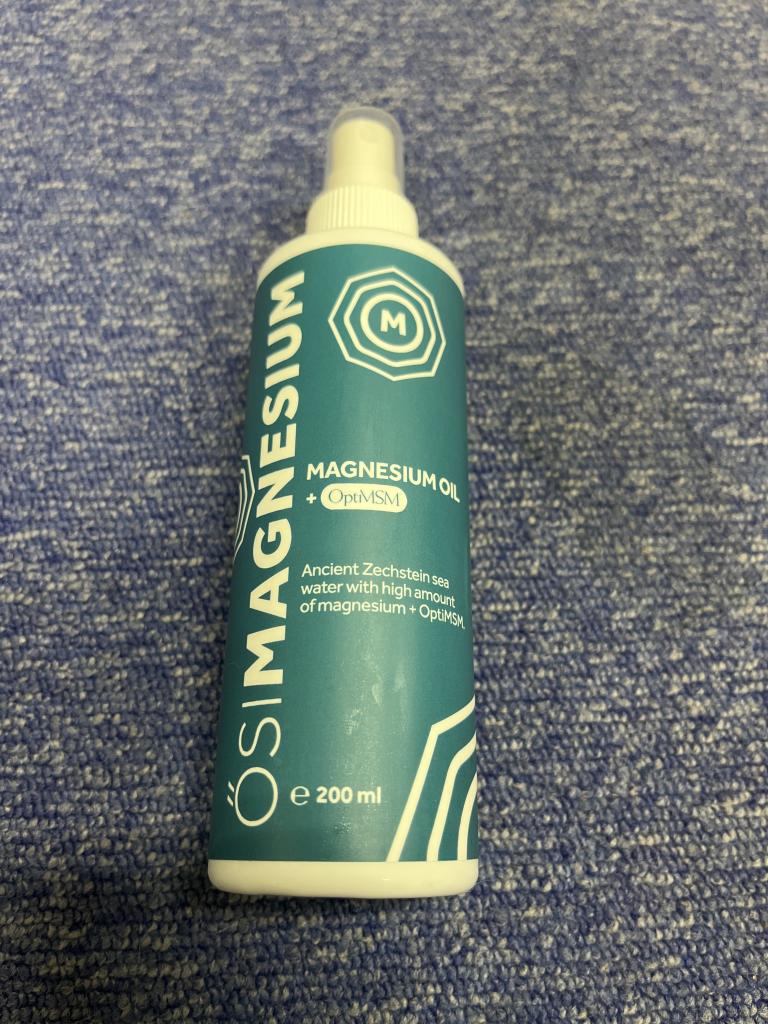 M
ŐSIMAGNESIUM
MAGNESIUM OIL
+ OptiMSM
Ancient Zechstein sea
water with high amount
of magnesium + OptiMSM.
℮ 200 ml